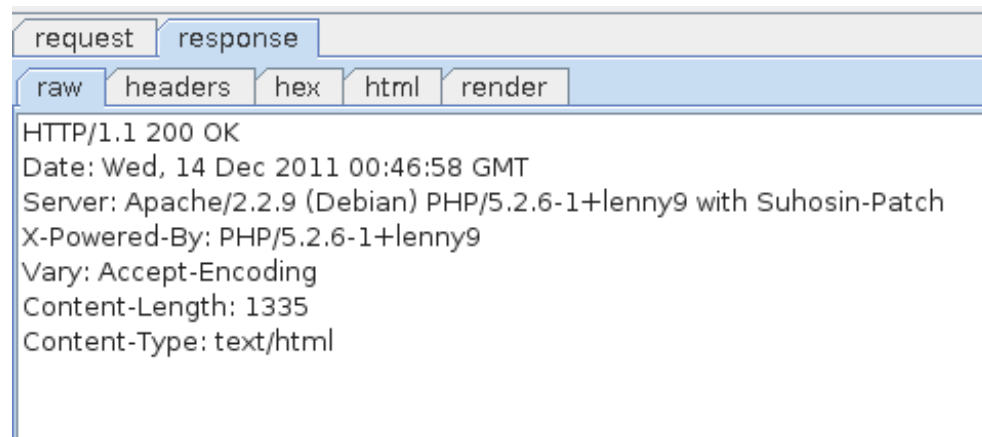 request response
raw headers hex html render
HTTP/1.1 200 OK
Date: Wed, 14 Dec 2011 00:46:58 GMT
Server: Apache/2.2.9 (Debian) PHP/5.2.6-1+lenny9 with Suhosin-Patch
X-Powered-By: PHP/5.2.6-1+lenny9
Vary: Accept-Encoding
Content-Length: 1335
Content-Type: text/html